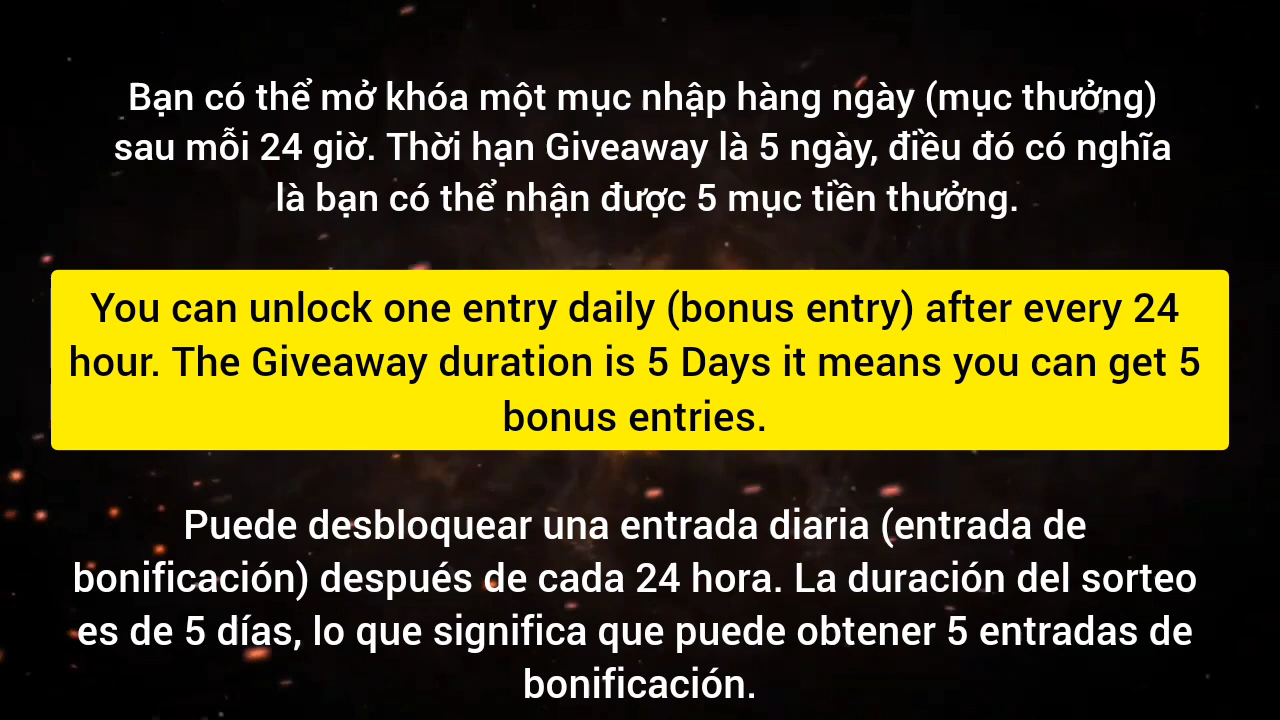 Bạn có thể mở khóa một mục nhập hàng ngày (mục thưởng)
sau mỗi 24 giờ. Thời hạn Giveaway là 5 ngày, điều đó có nghĩa
là bạn có thể nhận được 5 mục tiền thưởng.
You can unlock one entry daily (bonus entry) after every 24
hour. The Giveaway duration is 5 Days it means you can get 5
bonus entries.
Puede desbloquear una entrada diaria (entrada de
bonificación) después de cada 24 hora. La duración del sorteo
es de 5 días, lo que significa que puede obtener 5 entradas de
bonificación.